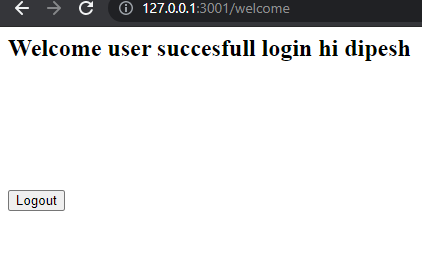 127.0.0.1:3001/welcome
Welcome user succesfull login hi dipesh
Logout